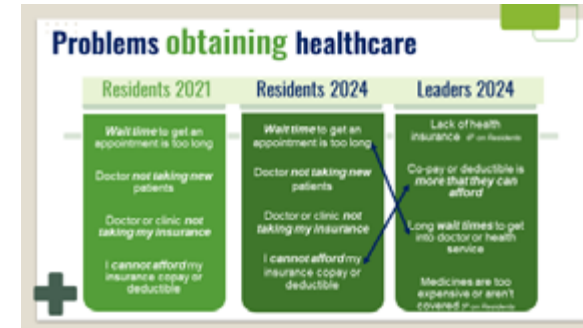 Problems obtaining healthcare
Residents 2021
Wait time to get an
appointment is too long
Doctor not taking new
patients
Doctor or clinic not
taking my insurance
I cannot afford my
insurance copay or
deductible
Residents 2024
Wait time to get an
appointment is too long
Doctor not taking new
patients
Doctor or clinic not
taking my insurance
I cannot afford my
insurance copay or
deductible
Leaders 2024
Lack of health
insurance on Residents
Co-pay or deductible is
more that they can
afford
Long wait times to get
into doctor or health
service
Medicines are too
expensive or aren't
covered on Residents